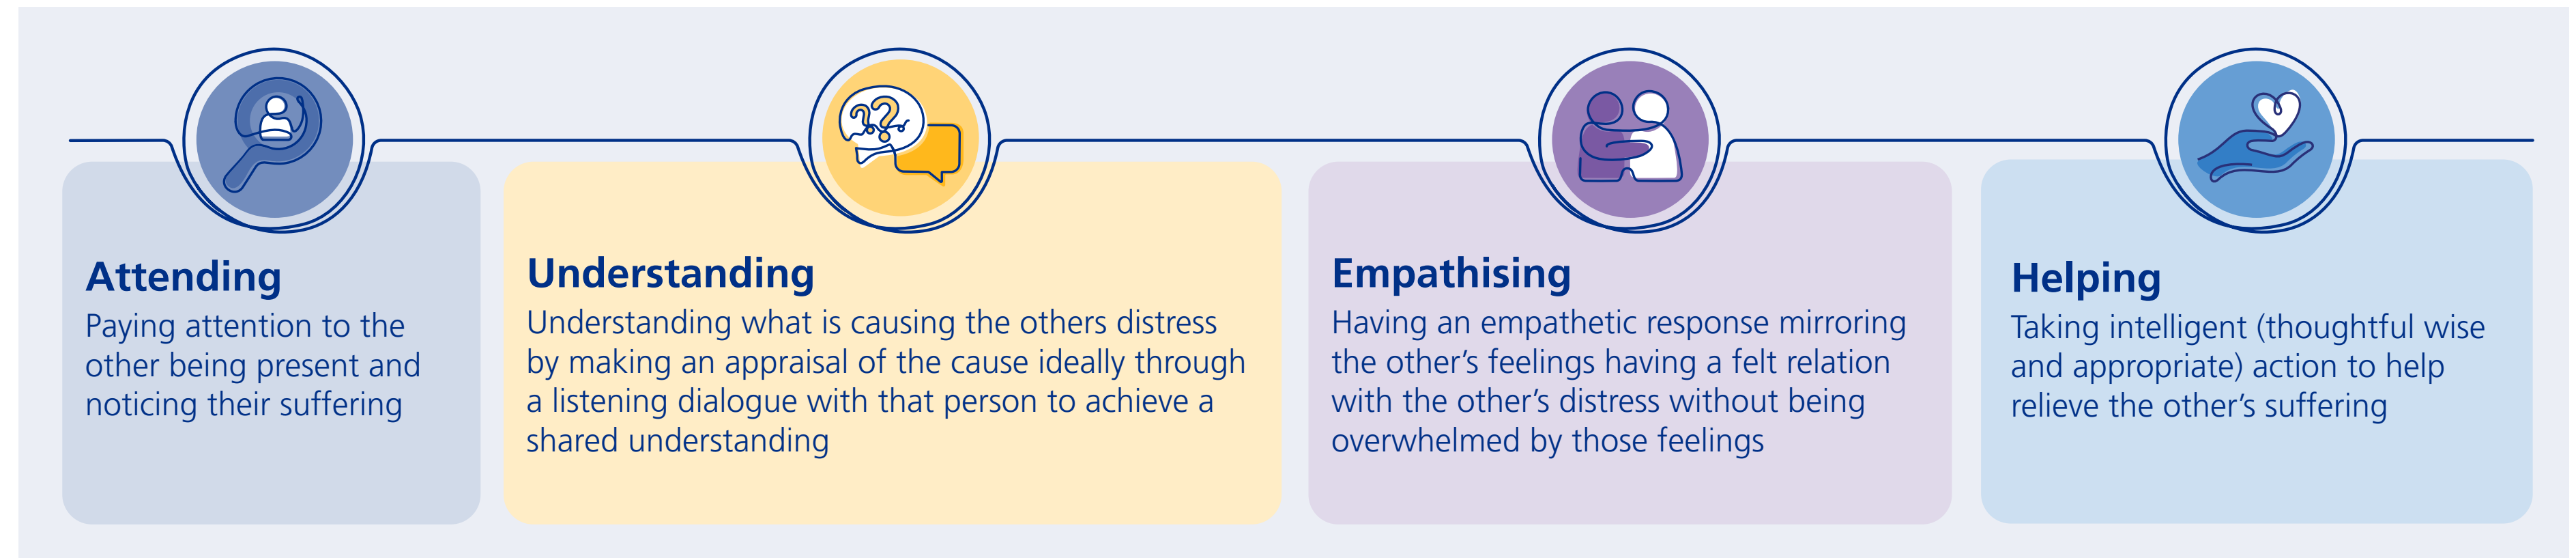 Attending
Paying attention to the
other being present and
noticing their suffering
Understanding
Understanding what is causing the others distress
by making an appraisal of the cause ideally through
a listening dialogue with that person to achieve a
shared understanding
Empathising
Having an empathetic response mirroring
the other’s feelings having a felt relation
with the other’s distress without being
overwhelmed by those feelings
Helping
Taking intelligent (thoughtful wise
and appropriate) action to help
relieve the other’s suffering